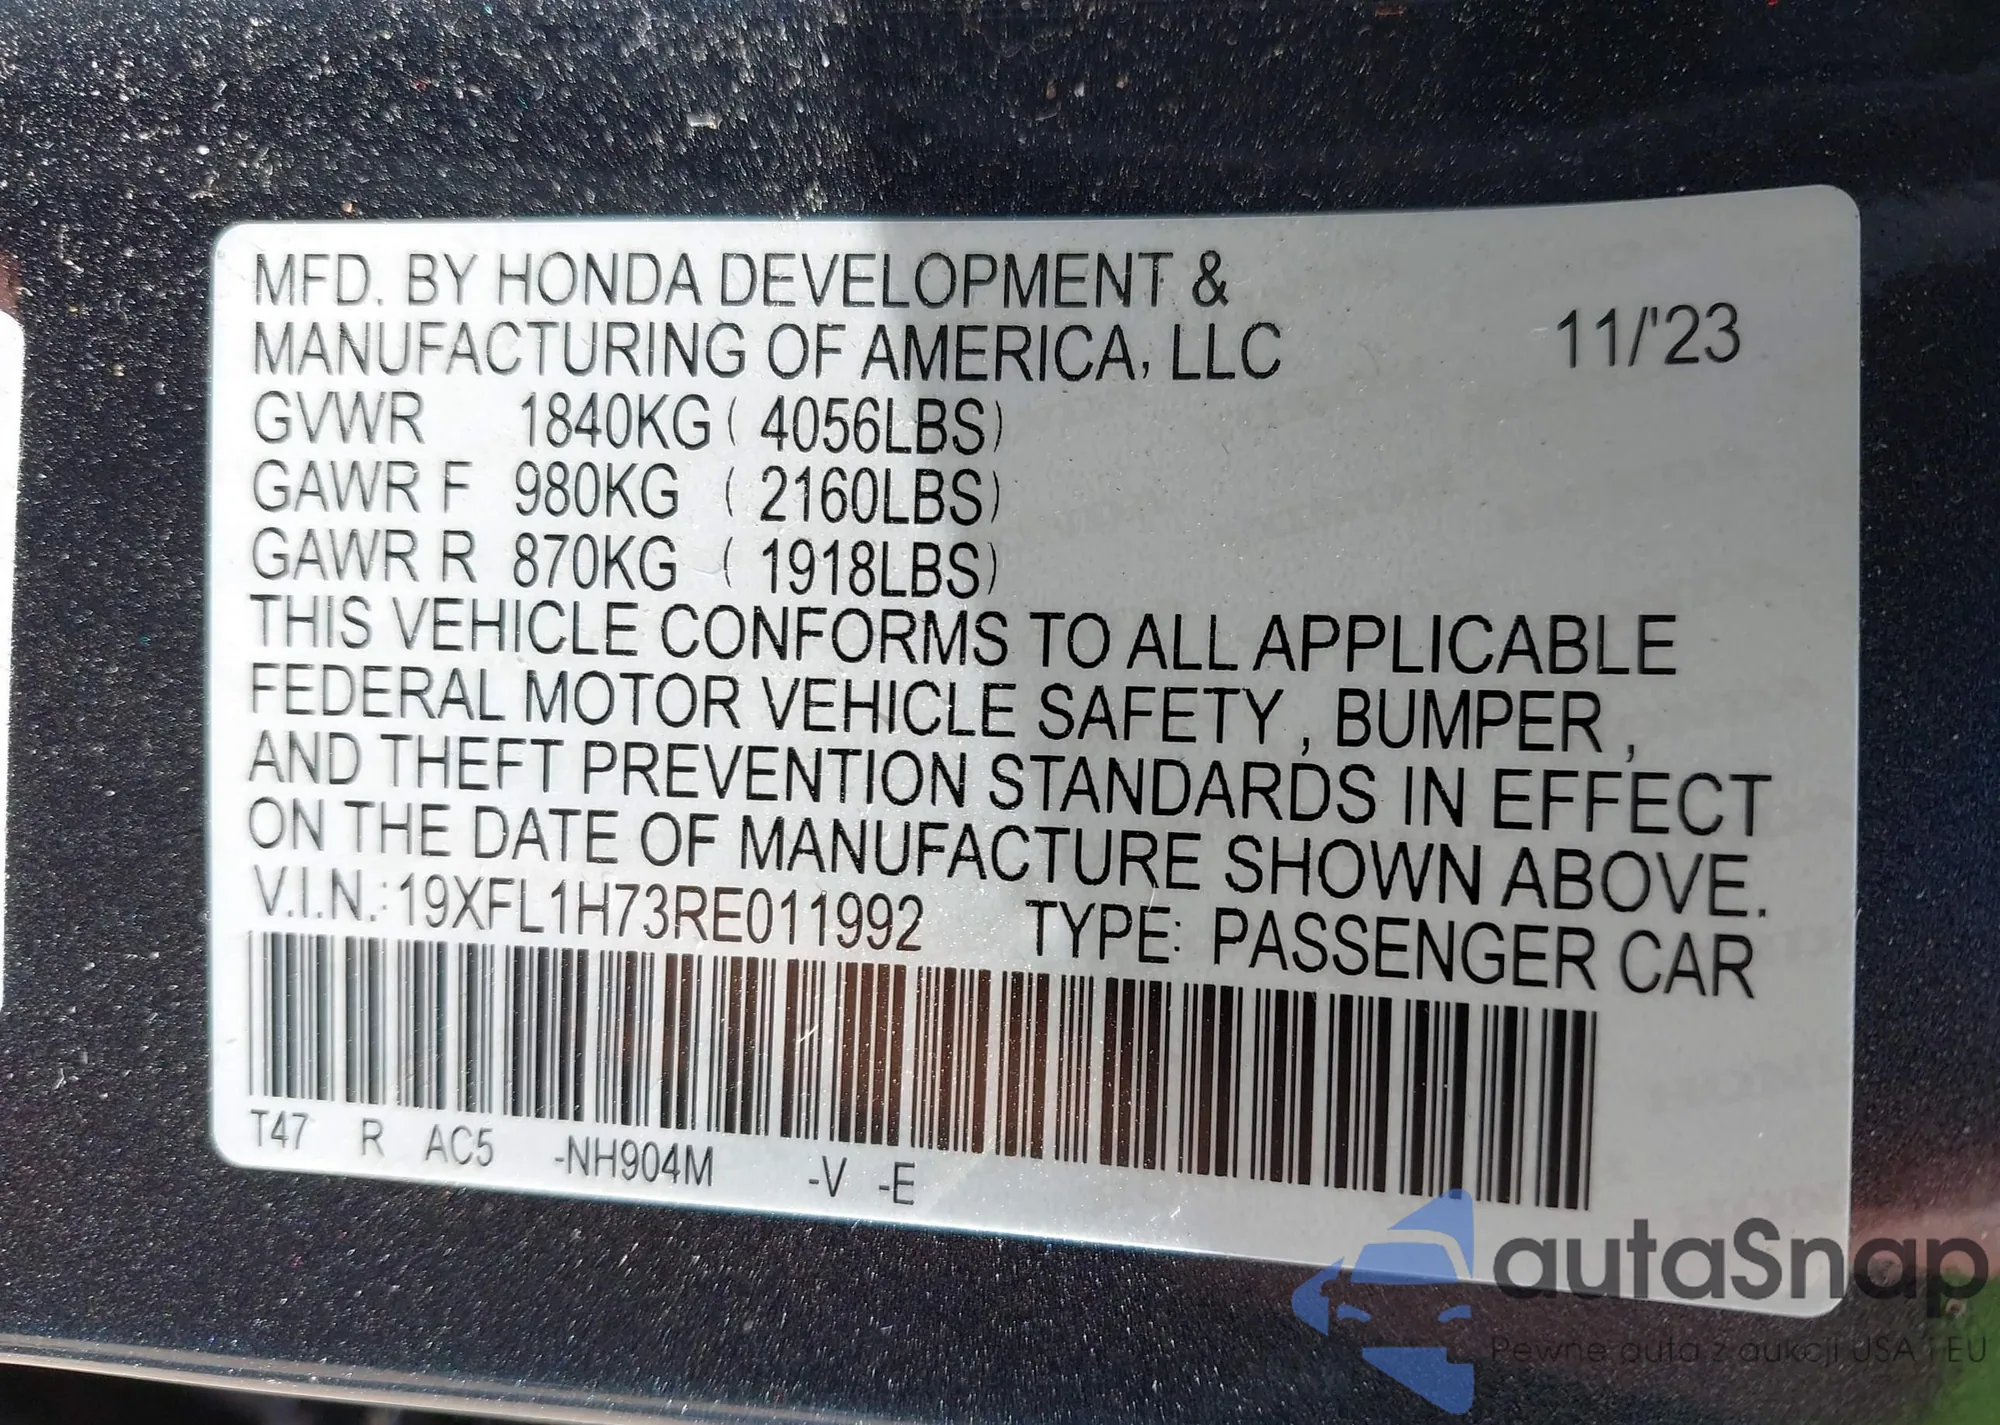 MFD. BY HONDA DEVELOPMENT &
MANUFACTURING OF AMERICA, LLC
11/'23
GVWR 1840KG ( 4056LBS)
GAWR F 980KG ( 2160LBS)
GAWR R 870KG ( 1918LBS)
THIS VEHICLE CONFORMS TO ALL APPLICABLE
FEDERAL MOTOR VEHICLE SAFETY , BUMPER ,
AND THEFT PREVENTION STANDARDS IN EFFECT
ON THE DATE OF MANUFACTURE SHOWN ABOVE.
V.I.N.:19XFL1H73RE011992 TYPE: PASSENGER CAR
T47 R AC5 -NH904M -V -E
autaSnap
Pewne auta z aukcji USA i EU